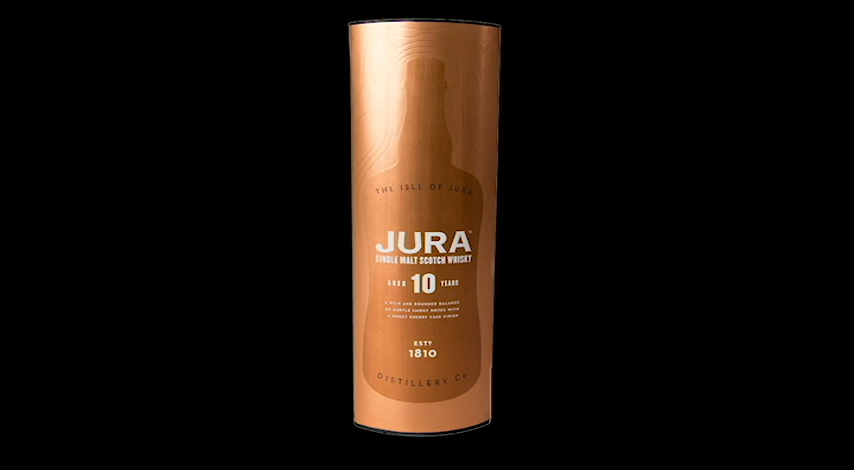 THE ISLE OF JURA
JURA™
SINGLE MALT SCOTCH WHISKY
AGED 10 YEARS
A RICH AND ROUNDED BALANCE
OF SUBTLE SMOKY NOTES WITH
A SWEET SHERRY CASK FINISH
ESTD
1810
DISTILLERY Co